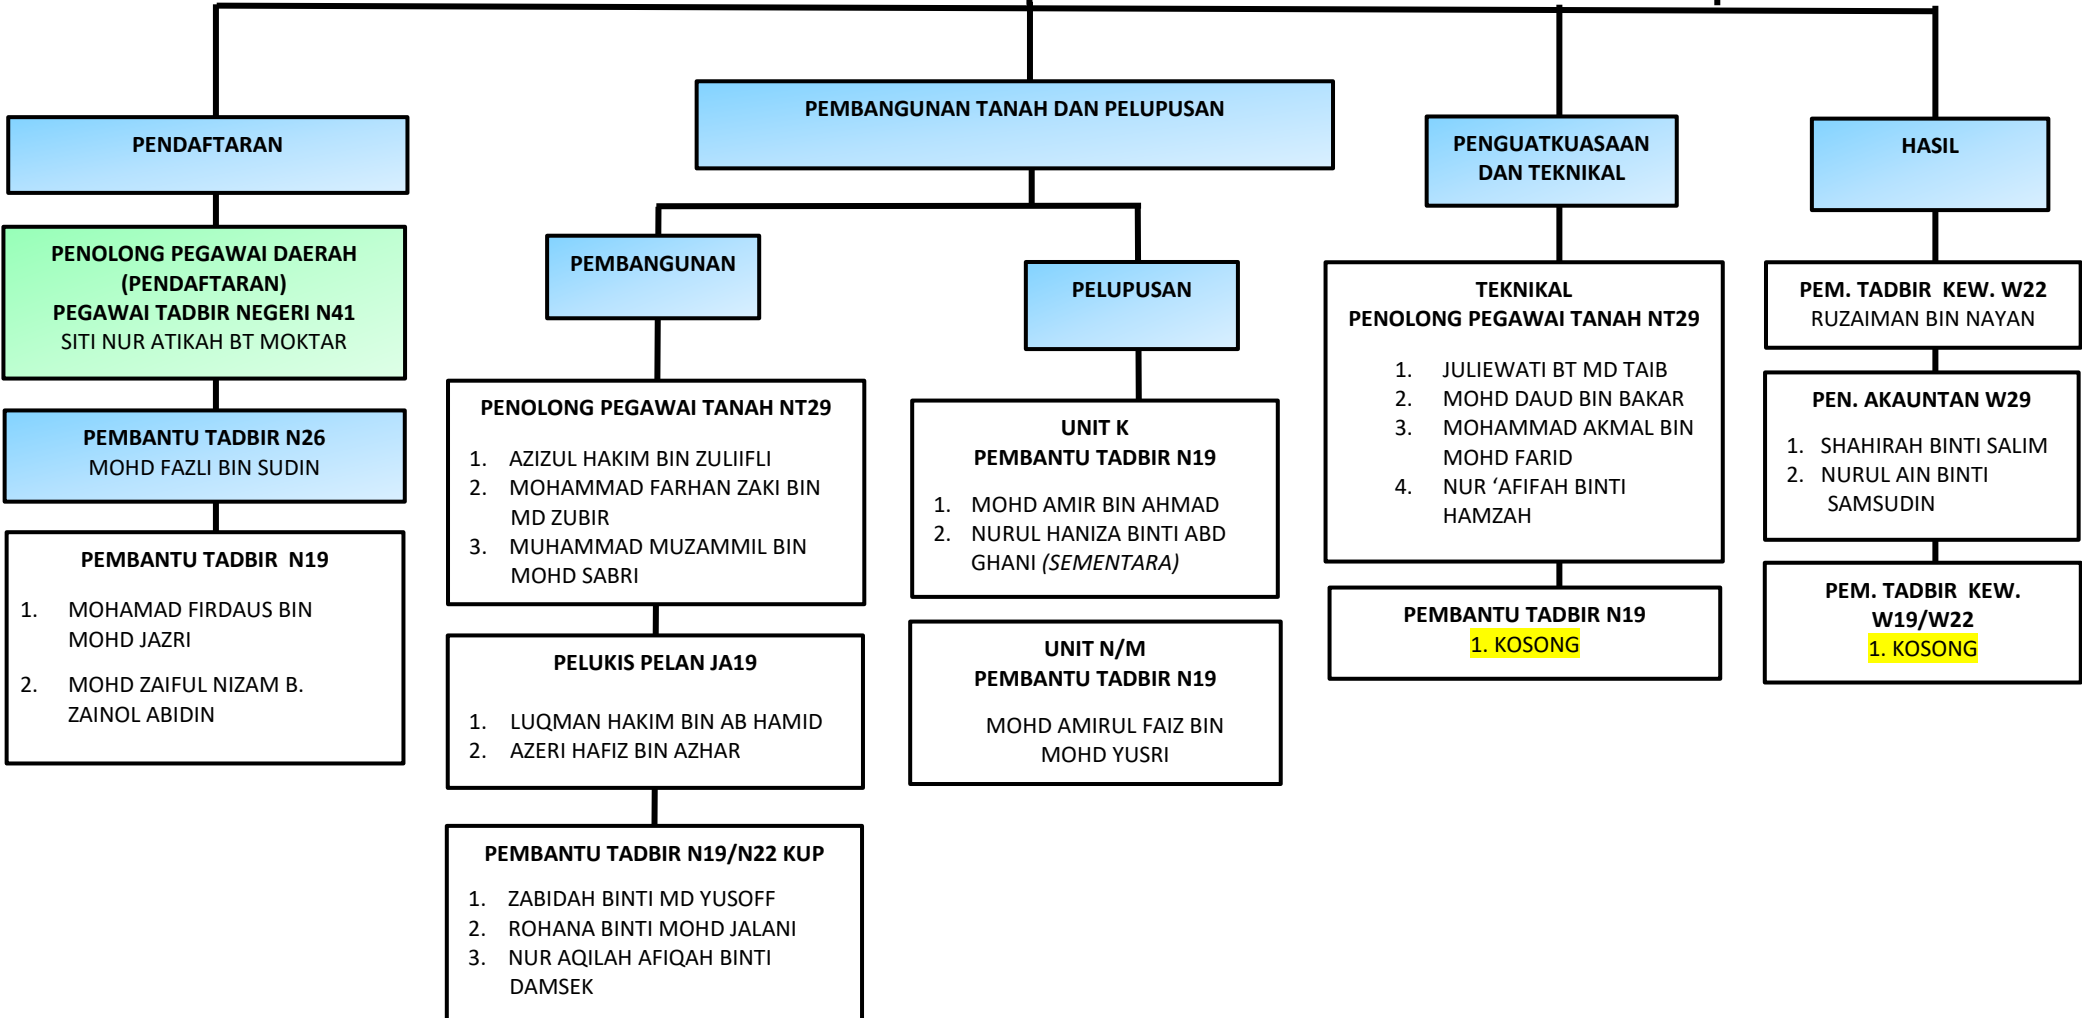 PENDAFTARAN
PENOLONG PEGAWAI DAERAH
(PENDAFTARAN)
PEGAWAI TADBIR NEGERI N41
SITI NUR ATIKAH BT MOKTAR
PEMBANTU TADBIR N26
MOHD FAZLI BIN SUDIN
PEMBANTU TADBIR N19
1. MOHAMAD FIRDAUS BIN
MOHD JAZRI
2. MOHD ZAIFUL NIZAM B.
ZAINOL ABIDIN
PEMBANGUNAN TANAH DAN PELUPUSAN
PEMBANGUNAN
PENOLONG PEGAWAI TANAH NT29
1. AZIZUL HAKIM BIN ZULIIFLI
2. MOHAMMAD FARHAN ZAKI BIN
MD ZUBIR
3. MUHAMMAD MUZAMMIL BIN
MOHD SABRI
PELUKIS PELAN JA19
1. LUQMAN HAKIM BIN AB HAMID
2. AZERI HAFIZ BIN AZHAR
PEMBANTU TADBIR N19/N22 KUP
1. ZABIDAH BINTI MD YUSOFF
2. ROHANA BINTI MOHD JALANI
3. NUR AQILAH AFIQAH BINTI
DAMSEK
PELUPUSAN
UNIT K
PEMBANTU TADBIR N19
1. MOHD AMIR BIN AHMAD
2. NURUL HANIZA BINTI ABD
GHANI (SEMENTARA)
UNIT N/M
PEMBANTU TADBIR N19
MOHD AMIRUL FAIZ BIN
MOHD YUSRI
PENGUATKUASAAN
DAN TEKNIKAL
TEKNIKAL
PENOLONG PEGAWAI TANAH NT29
1. JULIEWATI BT MD TAIB
2. MOHD DAUD BIN BAKAR
3. MOHAMMAD AKMAL BIN
MOHD FARID
4. NUR ‘AFIFAH BINTI
HAMZAH
PEMBANTU TADBIR N19
1. KOSONG
HASIL
PEM. TADBIR KEW. W22
RUZAIMAN BIN NAYAN
PEN. AKAUNTAN W29
1. SHAHIRAH BINTI SALIM
2. NURUL AIN BINTI
SAMSUDIN
PEM. TADBIR KEW.
W19/W22
1. KOSONG